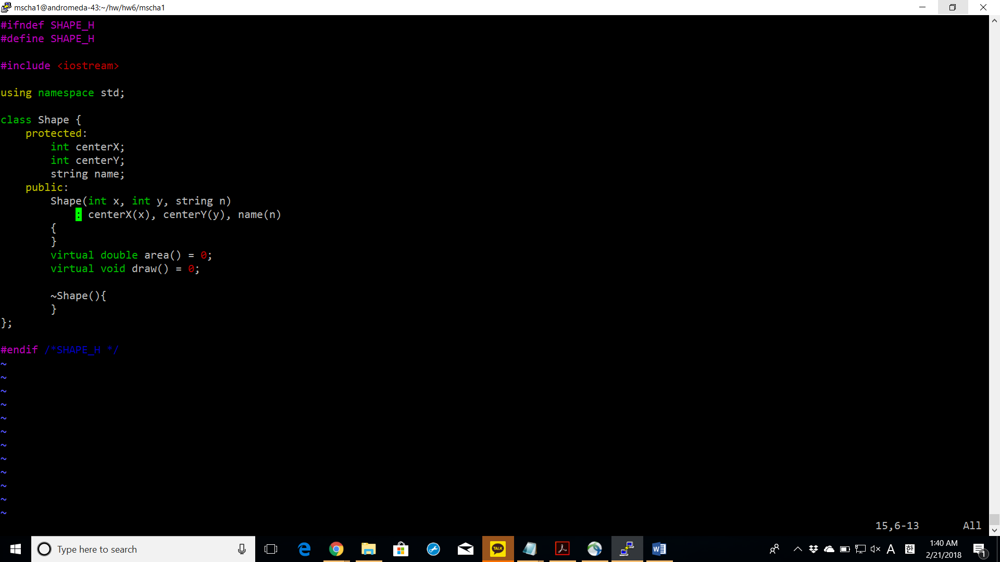 mscha1@andromeda-43:~/hw/hw6/mscha1
#ifndef SHAPE_H
#define SHAPE_H
#include <iostream>
using namespace std;
class Shape {
    protected:
        int centerX;
        int centerY;
        string name;
    public:
        Shape(int x, int y, string n)
            : centerX(x), centerY(y), name(n)
        {
        }
        virtual double area() = 0;
        virtual void draw() = 0;
        ~Shape(){
        }
};
#endif /*SHAPE_H */
~
~
~
~
~
~
~
~
~
~
~
~
15,6-13 All
Type here to search
TALK
A
한
1:40 AM
2/21/2018
1